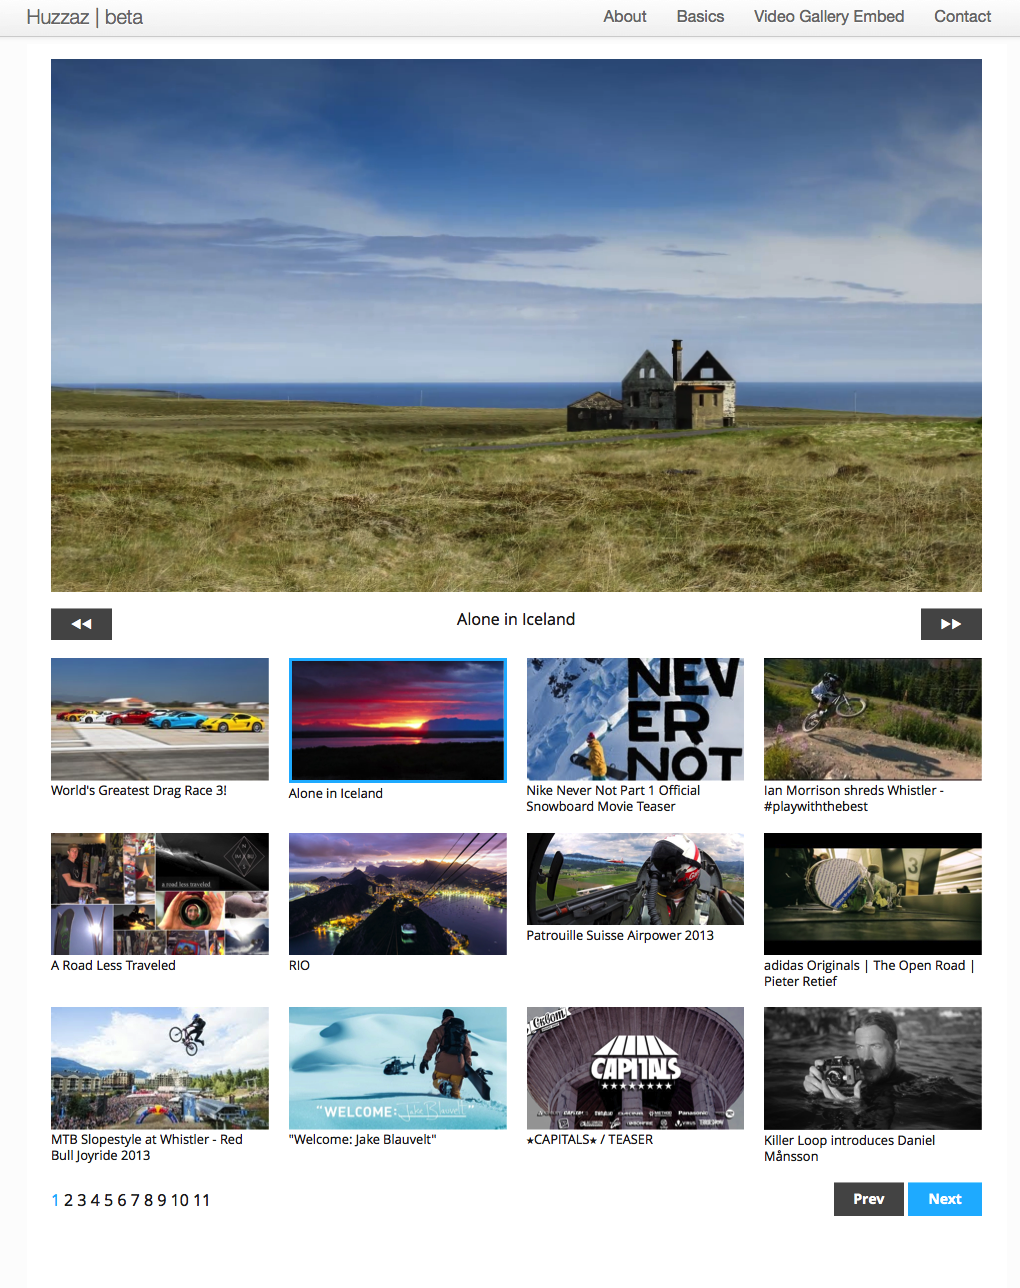 Huzzaz | beta
About Basics Video Gallery Embed Contact
Alone in Iceland
NEV
ER
NOT
World's Greatest Drag Race 3!
Alone in Iceland
Nike Never Not Part 1 Official
Snowboard Movie Teaser
Ian Morrison shreds Whistler -
#playwiththebest
a road less traveled
3
A Road Less Traveled
RIO
Patrouille Suisse Airpower 2013
adidas Originals | The Open Road |
Pieter Retief
"WELCOME: Jake Blauvelt"
CAPITALS
MTB Slopestyle at Whistler - Red
Bull Joyride 2013
"Welcome: Jake Blauvelt"
★CAPITALS★ / TEASER
Killer Loop introduces Daniel
Månsson
1 2 3 4 5 6 7 8 9 10 11
Prev Next